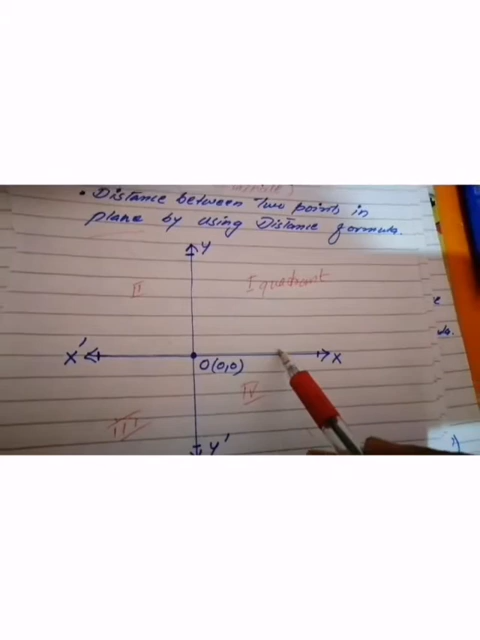 • Distance between two points in
plane by using Distance formula.
Y
II
I quadrant
X'
X
O(0,0)
IV
III
Y'